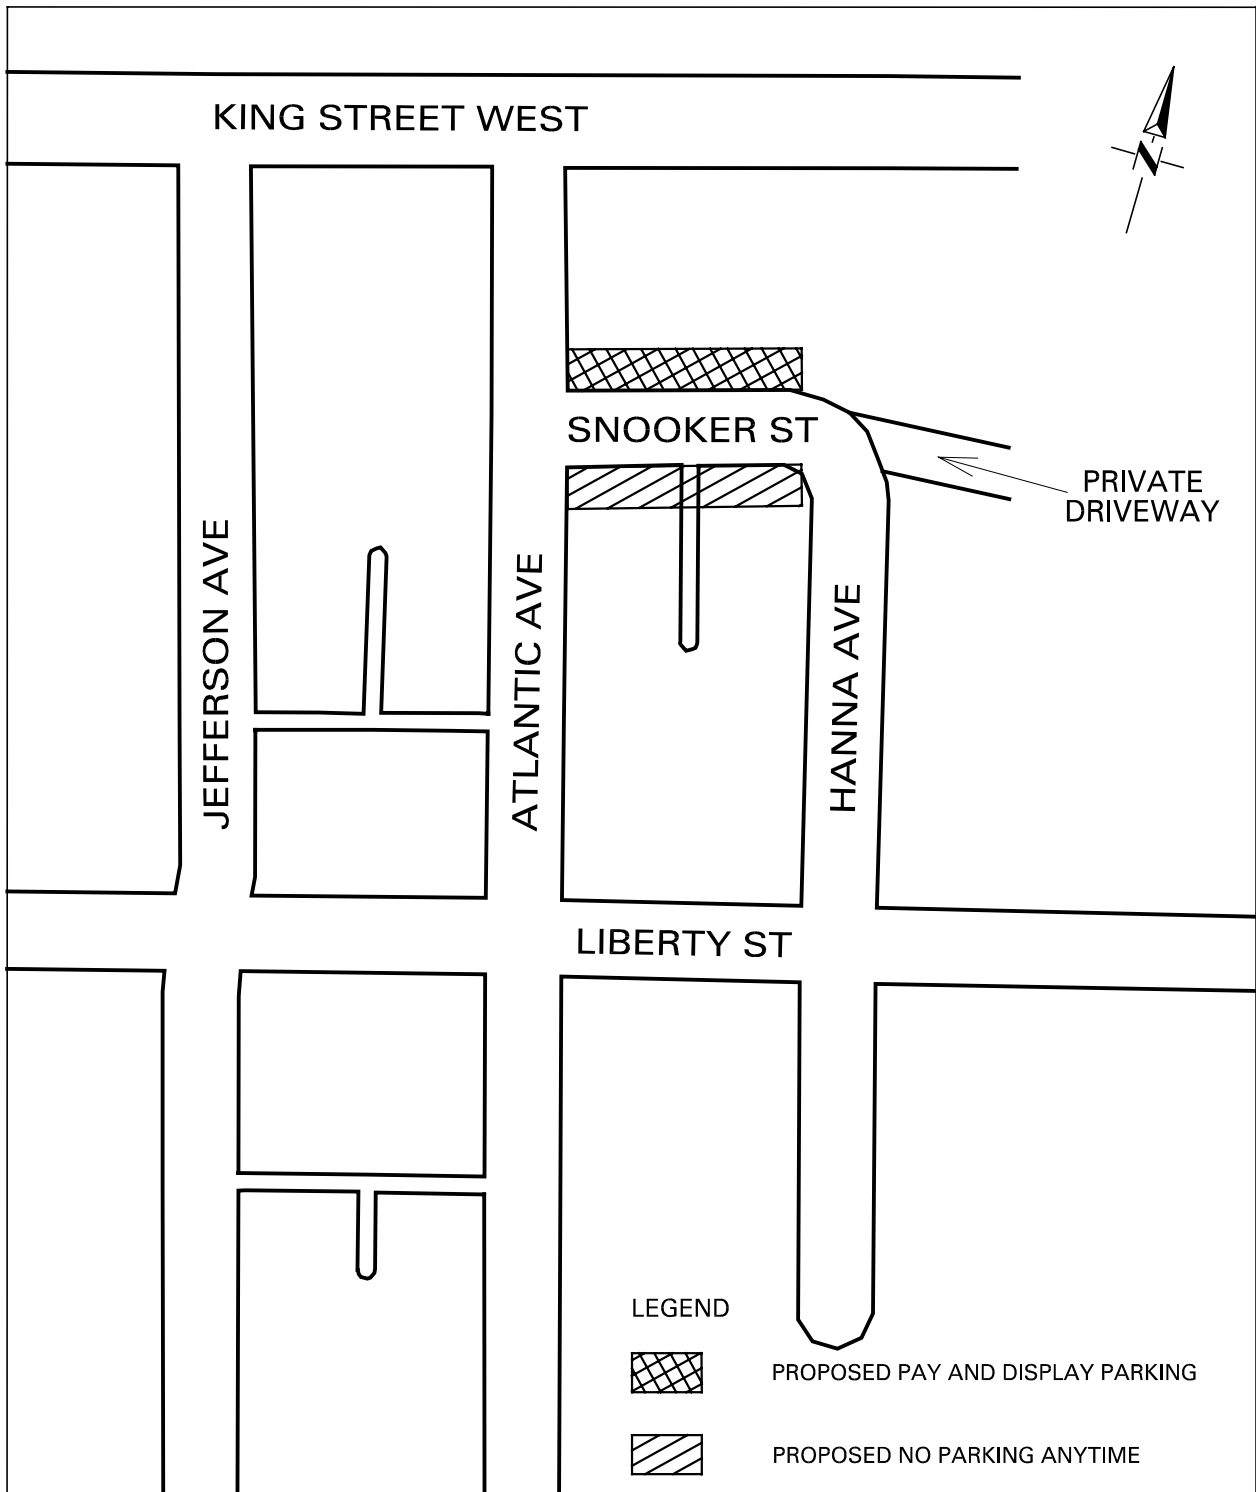 KING STREET WEST
N
SNOOKER ST
PRIVATE
DRIVEWAY
JEFFERSON AVE
ATLANTIC AVE
HANNA AVE
LIBERTY ST
LEGEND
PROPOSED PAY AND DISPLAY PARKING
PROPOSED NO PARKING ANYTIME